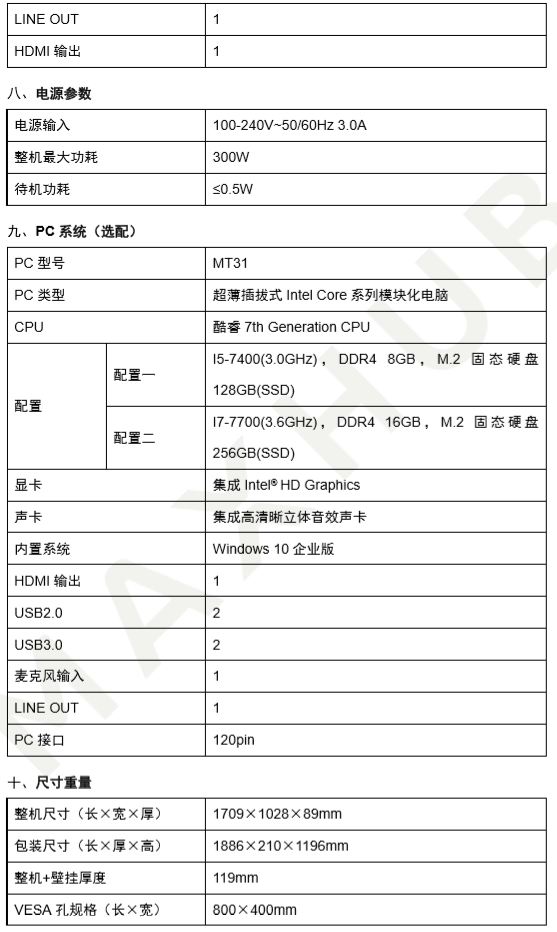 LINE OUT 1
HDMI 输出 1
八、电源参数
电源输入 100-240V~50/60Hz 3.0A
整机最大功耗 300W
待机功耗 ≤0.5W
九、PC 系统（选配）
PC 型号 MT31
PC 类型 超薄插拔式 Intel Core 系列模块化电脑
CPU 酷睿 7th Generation CPU
配置 配置一 I5-7400(3.0GHz)，DDR4 8GB，M.2 固态硬盘
128GB(SSD)
配置二 I7-7700(3.6GHz)，DDR4 16GB，M.2 固态硬盘
256GB(SSD)
显卡 集成 Intel® HD Graphics
声卡 集成高清晰立体音效声卡
内置系统 Windows 10 企业版
HDMI 输出 1
USB2.0 2
USB3.0 2
麦克风输入 1
LINE OUT 1
PC 接口 120pin
十、尺寸重量
整机尺寸（长×宽×厚） 1709×1028×89mm
包装尺寸（长×厚×高） 1886×210×1196mm
整机+壁挂厚度 119mm
VESA 孔规格（长×宽） 800×400mm
MAXHUB